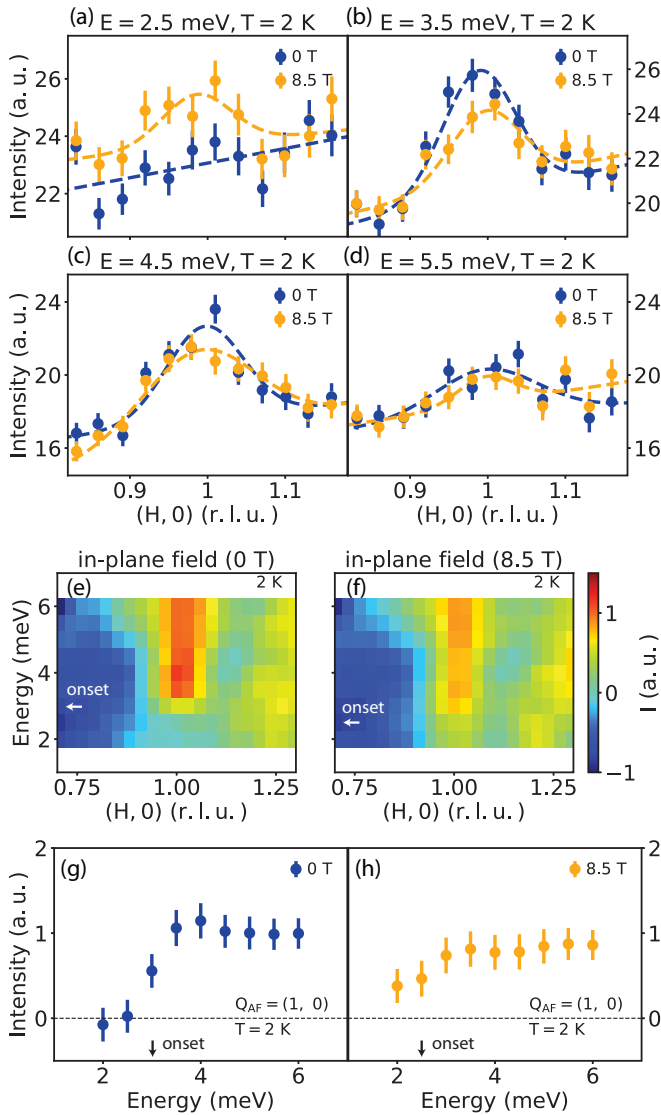 (a) E = 2.5 meV, T = 2 K
(b) E = 3.5 meV, T = 2 K
0 T
8.5 T
0 T
8.5 T
26
24
22
Intensity (a. u.)
26
24
22
20
(c) E = 4.5 meV, T = 2 K
(d) E = 5.5 meV, T = 2 K
0 T
8.5 T
0 T
8.5 T
24
20
16
Intensity (a. u.)
24
20
16
0.9 1 1.1
0.9 1 1.1
(H, 0) (r. l. u.)
(H, 0) (r. l. u.)
in-plane field (0 T)
in-plane field (8.5 T)
(e) 2 K
(f) 2 K
6
4
2
Energy (meV)
onset
onset
1
0
−1
I (a. u.)
0.75 1.00 1.25
0.75 1.00 1.25
(H, 0) (r. l. u.)
(H, 0) (r. l. u.)
(g) 0 T
(h) 8.5 T
2
1
0
Intensity (a. u.)
2
1
0
Q_AF = (1, 0)
T = 2 K
onset
Q_AF = (1, 0)
T = 2 K
onset
2 4 6
2 4 6
Energy (meV)
Energy (meV)